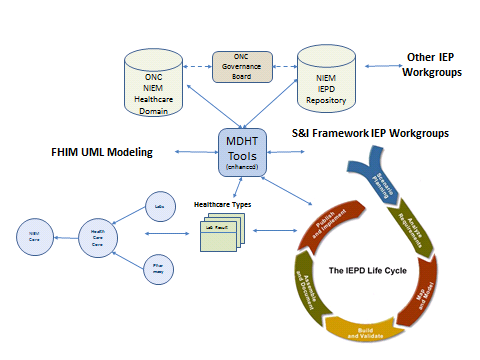 ONC
Governance
Board
ONC
NIEM
Healthcare
Domain
NIEM
IEPD
Repository
Other IEP
Workgroups
MDHT
Tools
(enhanced)
FHIM UML Modeling
S&I Framework IEP Workgroups
Scenario
Planning
Analyze
Requirements
Map
and Model
Build
and Validate
Assemble
and Document
Publish
and Implement
The IEPD Life Cycle
Healthcare Types
Lab Result
Labs
Health
Care
Core
NIEM
Core
Phar
macy